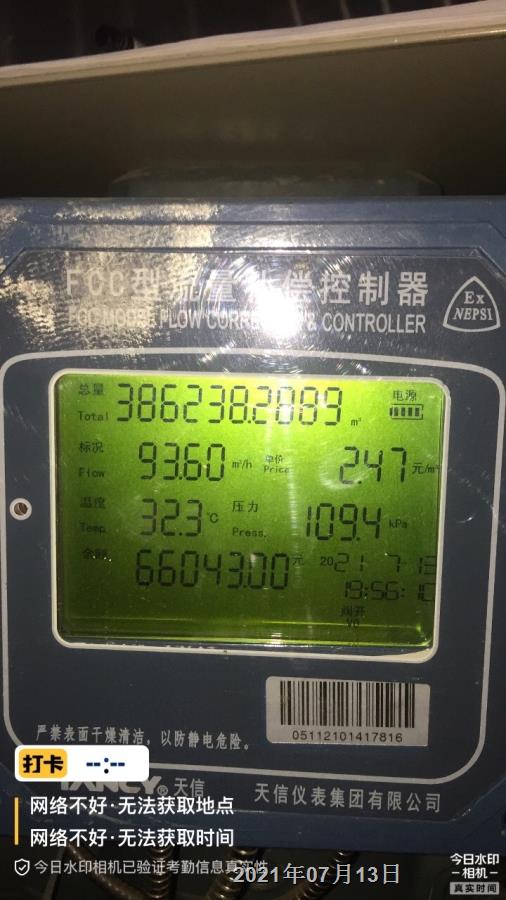 FCC型流量补偿控制器
FCC MODEL FLOW CORRECTOR & CONTROLLER
Ex
NEPSI
总量
Total 386238.2889 m³
电源
标况
Flow 93.60 m³/h
单价
Price 2.47 元/m³
温度
Temp. 32.3 ℃
压力
Press. 109.4 kPa
余额 66043.00 元
2021 7-13
阀开
05112101417816
严禁表面干燥清洁，以防静电危险。
TANCY® 天信
天信仪表集团有限公司
打卡 --:--
网络不好·无法获取地点
网络不好·无法获取时间
今日水印相机已验证考勤信息真实性
2021年07月13日
今日水印
相机
真实时间